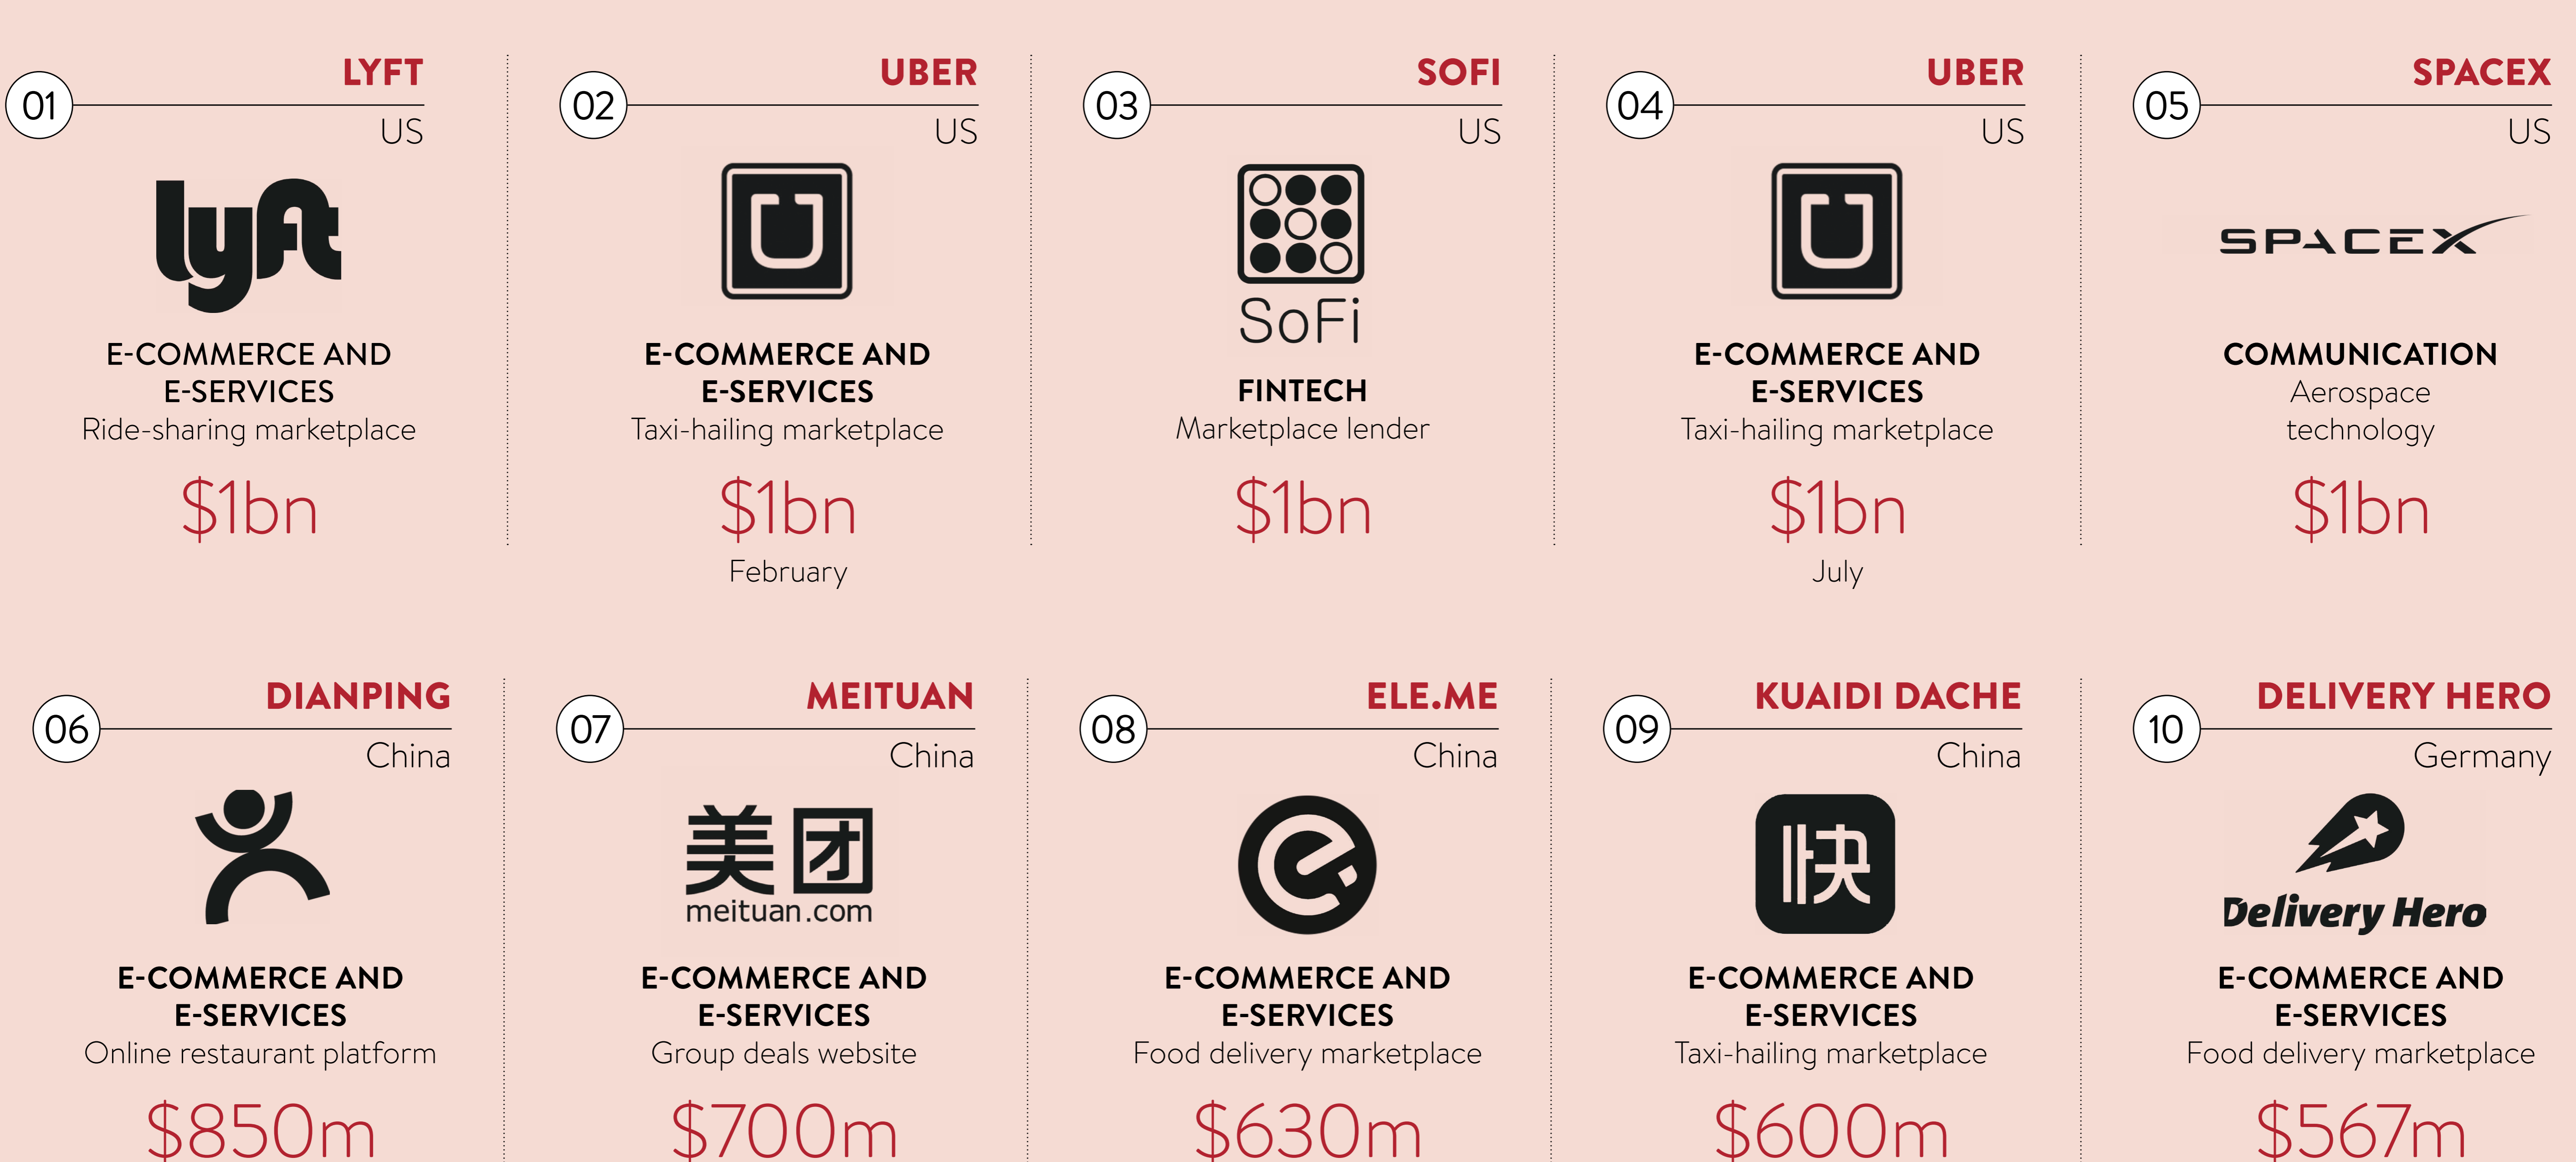 01
LYFT
US
lyft
E-COMMERCE AND
E-SERVICES
Ride-sharing marketplace
$1bn
02
UBER
US
U
E-COMMERCE AND
E-SERVICES
Taxi-hailing marketplace
$1bn
February
03
SOFI
US
SoFi
FINTECH
Marketplace lender
$1bn
04
UBER
US
U
E-COMMERCE AND
E-SERVICES
Taxi-hailing marketplace
$1bn
July
05
SPACEX
US
SPACEX
COMMUNICATION
Aerospace
technology
$1bn
06
DIANPING
China
E-COMMERCE AND
E-SERVICES
Online restaurant platform
$850m
07
MEITUAN
China
美团
meituan.com
E-COMMERCE AND
E-SERVICES
Group deals website
$700m
08
ELE.ME
China
e
E-COMMERCE AND
E-SERVICES
Food delivery marketplace
$630m
09
KUAIDI DACHE
China
快
E-COMMERCE AND
E-SERVICES
Taxi-hailing marketplace
$600m
10
DELIVERY HERO
Germany
Delivery Hero
E-COMMERCE AND
E-SERVICES
Food delivery marketplace
$567m